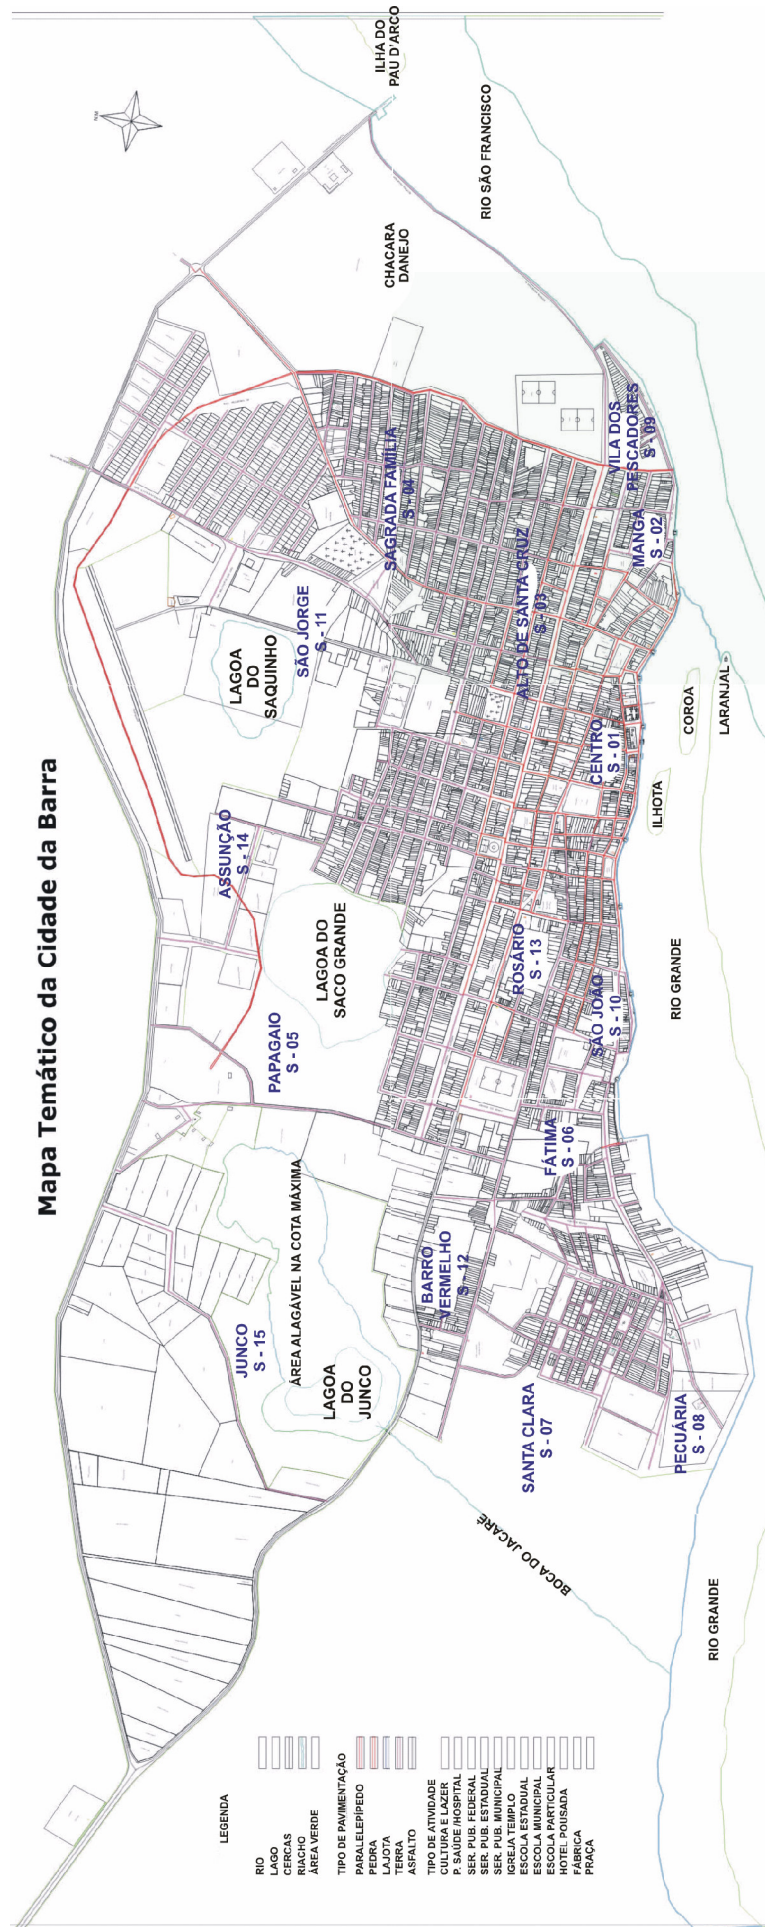 Mapa Temático da Cidade da Barra
ILHA DO
PAU D'ARCO
RIO SÃO FRANCISCO
CHACARA
DANEJO
VILA DOS
PESCADORES
S - 09
SAGRADA FAMÍLIA
S - 04
MANGA
S - 02
ALTO DE SANTA CRUZ
S - 03
SÃO JORGE
S - 11
LAGOA
DO
SAQUINHO
CENTRO
S - 01
COROA
LARANJAL
ILHOTA
ASSUNÇÃO
S - 14
LAGOA DO
SACO GRANDE
ROSÁRIO
S - 13
SÃO JOÃO
S - 10
RIO GRANDE
PAPAGAIO
S - 05
FÁTIMA
S - 06
ÁREA ALAGÁVEL NA COTA MÁXIMA
BARRO
VERMELHO
S - 12
JUNCO
S - 15
LAGOA
DO
JUNCO
SANTA CLARA
S - 07
PECUÁRIA
S - 08
BOCA DO JACARÉ
RIO GRANDE
LEGENDA
RIO
LAGO
CERCAS
RIACHO
ÁREA VERDE
TIPO DE PAVIMENTAÇÃO
PARALELEPÍPEDO
PEDRA
LAJOTA
TERRA
ASFALTO
TIPO DE ATIVIDADE
CULTURA E LAZER
P. SAÚDE /HOSPITAL
SER. PUB. FEDERAL
SER. PUB. ESTADUAL
SER. PUB. MUNICIPAL
IGREJA TEMPLO
ESCOLA ESTADUAL
ESCOLA MUNICIPAL
ESCOLA PARTICULAR
HOTEL POUSADA
FÁBRICA
PRAÇA